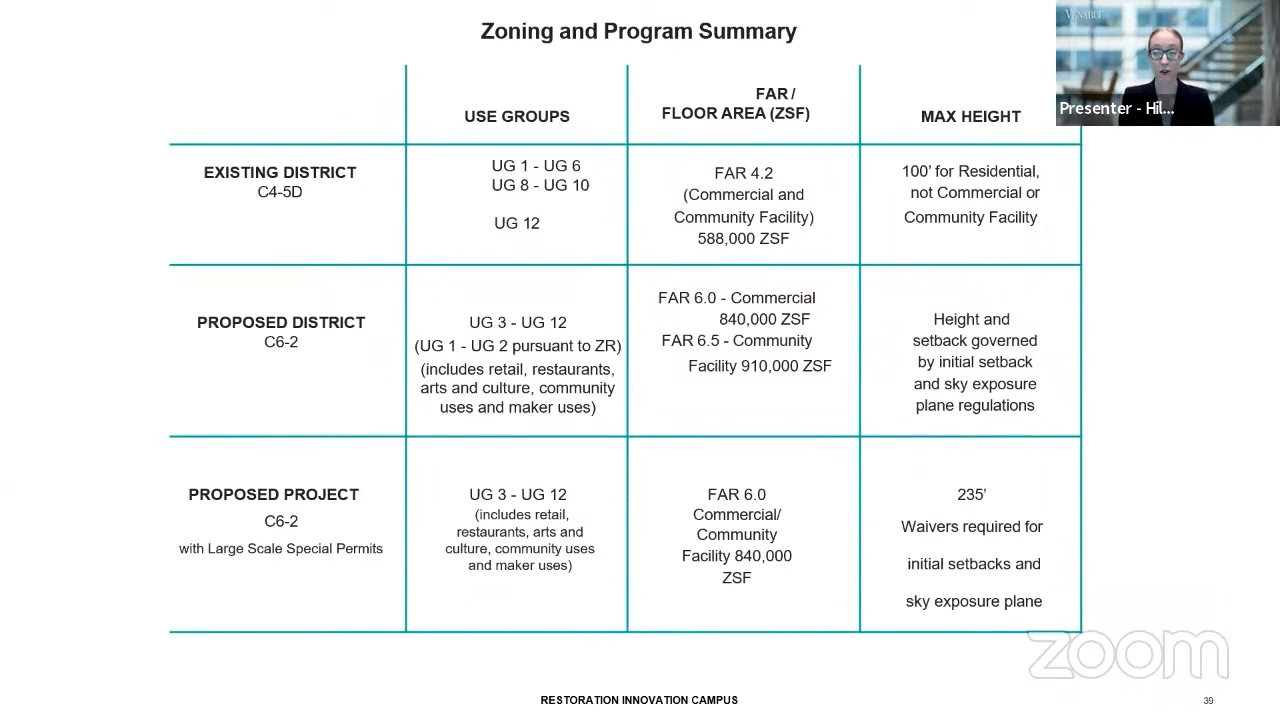 Zoning and Program Summary
VENABLE
Presenter - Hil...
USE GROUPS
FAR /
FLOOR AREA (ZSF)
MAX HEIGHT
EXISTING DISTRICT
C4-5D
UG 1 - UG 6
UG 8 - UG 10
UG 12
FAR 4.2
(Commercial and
Community Facility)
588,000 ZSF
100’ for Residential,
not Commercial or
Community Facility
PROPOSED DISTRICT
C6-2
UG 3 - UG 12
(UG 1 - UG 2 pursuant to ZR)
(includes retail, restaurants,
arts and culture, community
uses and maker uses)
FAR 6.0 - Commercial
840,000 ZSF
FAR 6.5 - Community
Facility 910,000 ZSF
Height and
setback governed
by initial setback
and sky exposure
plane regulations
PROPOSED PROJECT
C6-2
with Large Scale Special Permits
UG 3 - UG 12
(includes retail,
restaurants, arts and
culture, community uses
and maker uses)
FAR 6.0
Commercial/
Community
Facility 840,000
ZSF
235’
Waivers required for
initial setbacks and
sky exposure plane
zoom
RESTORATION INNOVATION CAMPUS
39